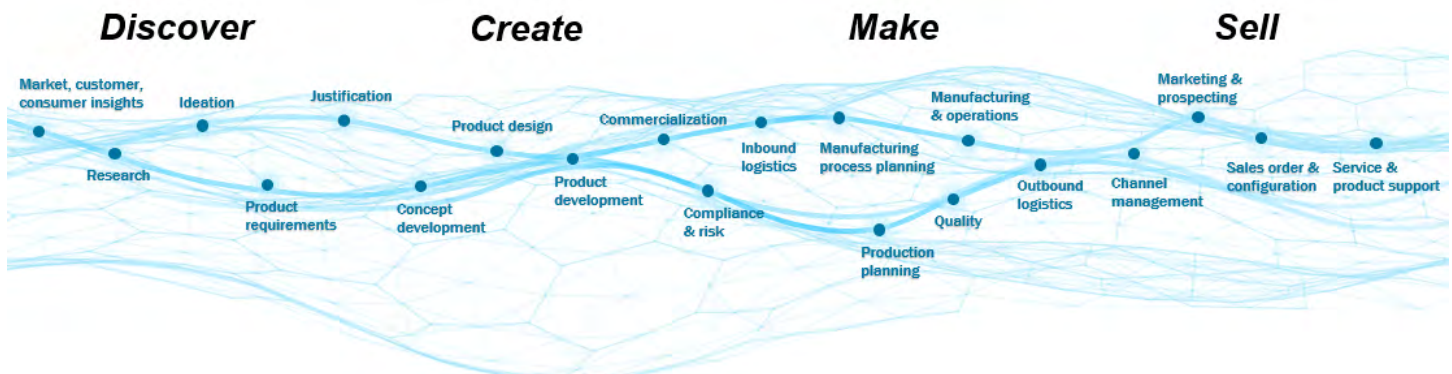 Discover
Create
Make
Sell
Market, customer,
consumer insights
Research
Ideation
Product
requirements
Justification
Concept
development
Product design
Product
development
Commercialization
Compliance
& risk
Inbound
logistics
Manufacturing
process planning
Production
planning
Manufacturing
& operations
Quality
Outbound
logistics
Channel
management
Marketing &
prospecting
Sales order &
configuration
Service &
product support